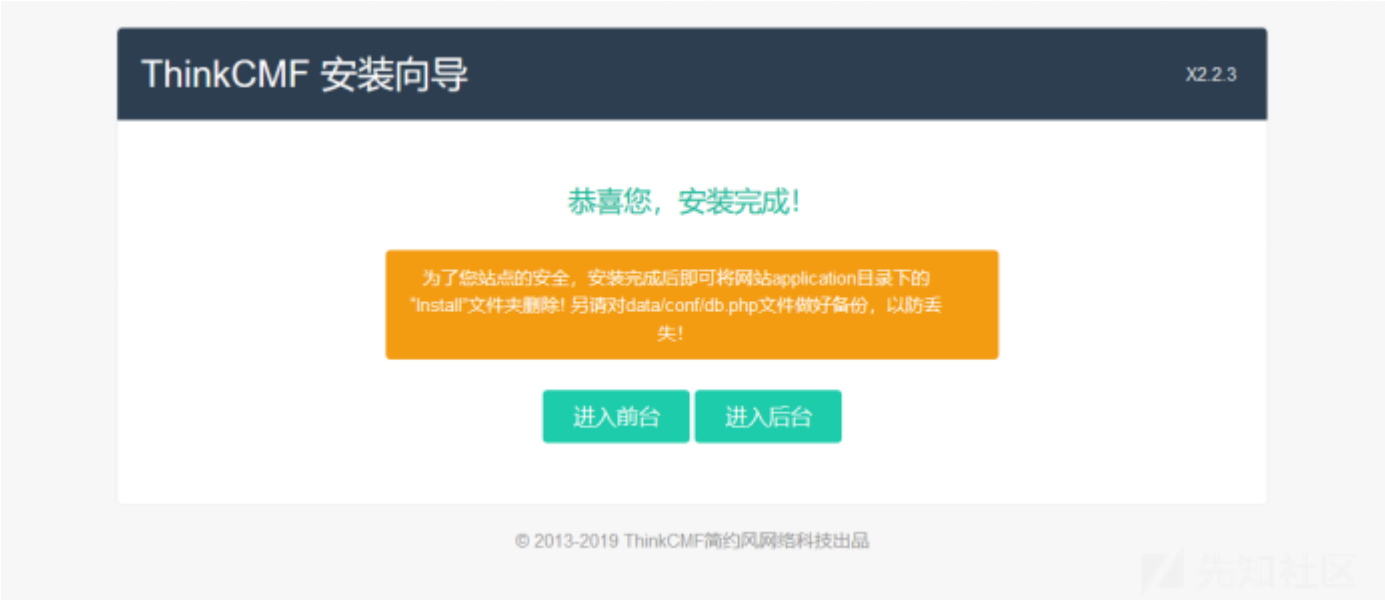 ThinkCMF 安装向导
X2.2.3
恭喜您，安装完成！
为了您站点的安全，安装完成后即可将网站application目录下的
“Install”文件夹删除! 另请对data/conf/db.php文件做好备份，以防丢
失！
进入前台
进入后台
© 2013-2019 ThinkCMF简约风网络科技出品
先知社区